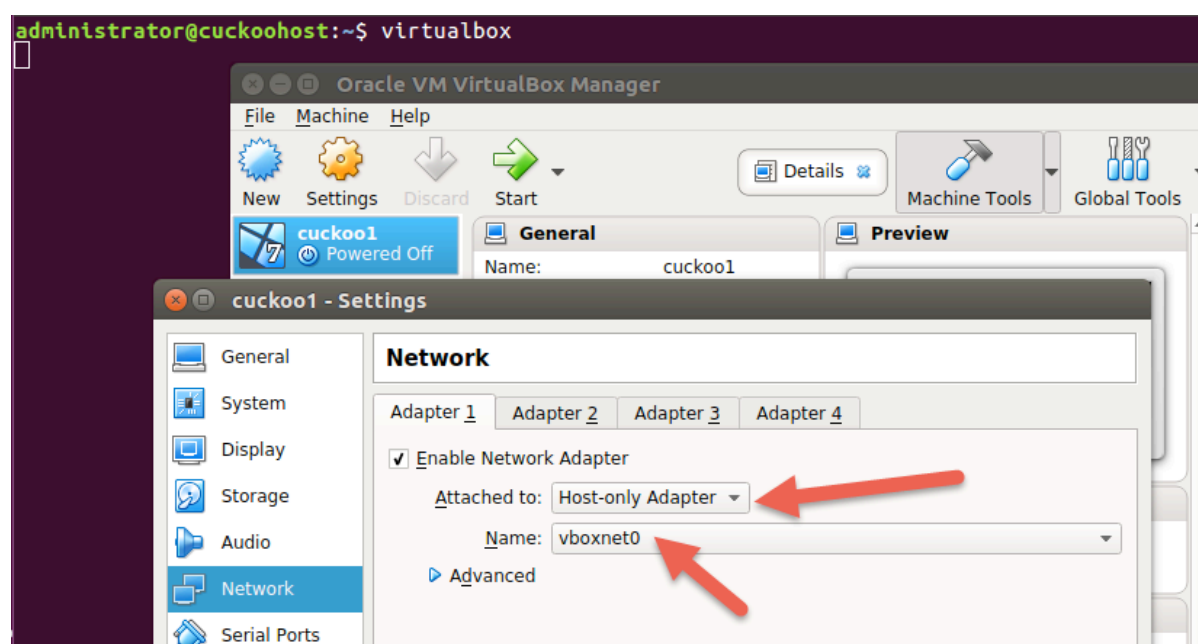 administrator@cuckoohost:~$ virtualbox
Oracle VM VirtualBox Manager
File Machine Help
New Settings Discard Start Details Machine Tools Global Tools
cuckoo1
Powered Off
7
General
Name: cuckoo1
Preview
cuckoo1 - Settings
General
System
Display
Storage
Audio
Network
Serial Ports
Network
Adapter 1 Adapter 2 Adapter 3 Adapter 4
Enable Network Adapter
Attached to: Host-only Adapter
Name: vboxnet0
Advanced